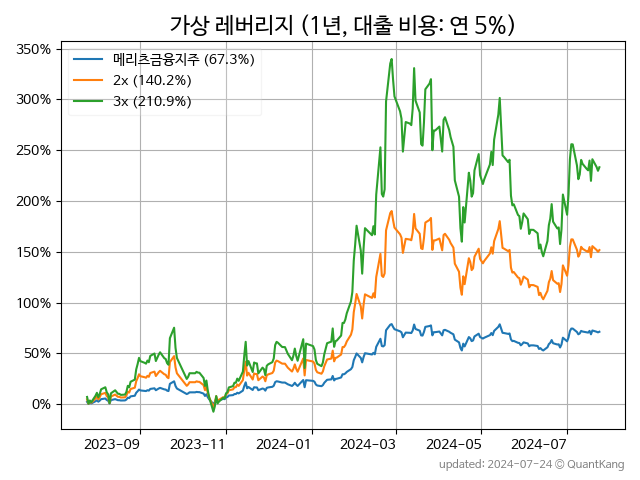 가상 레버리지 (1년, 대출 비용: 연 5%)
메리츠금융지주 (67.3%)
2x (140.2%)
3x (210.9%)
350%
300%
250%
200%
150%
100%
50%
0%
2023-09 2023-11 2024-01 2024-03 2024-05 2024-07
updated: 2024-07-24 @ QuantKang